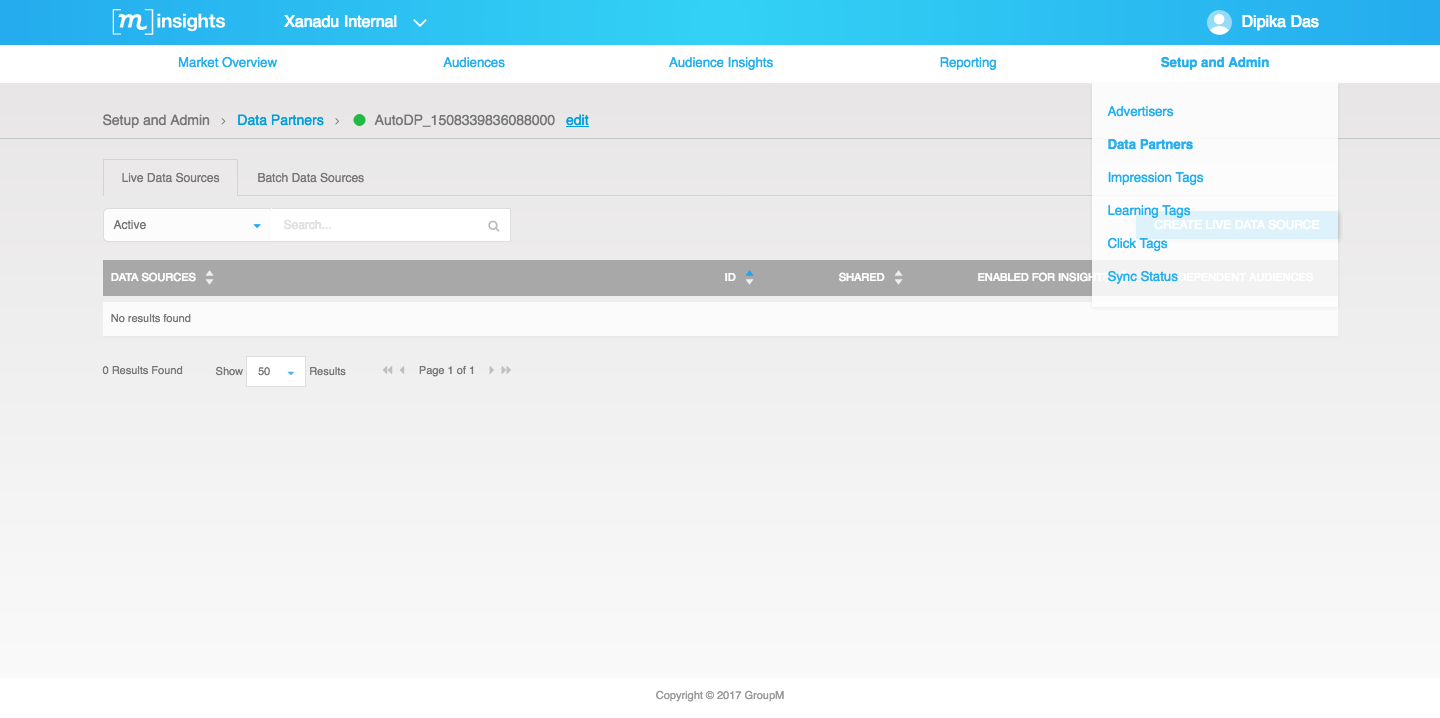 [m] insights Xanadu Internal Dipika Das
Market Overview Audiences Audience Insights Reporting Setup and Admin
Setup and Admin › Data Partners › AutoDP_1508339836088000 edit
Advertisers
Data Partners
Impression Tags
Learning Tags
Click Tags
Sync Status
Live Data Sources Batch Data Sources
Active Search...
CREATE LIVE DATA SOURCE
DATA SOURCES ID SHARED ENABLED FOR INSIGHTS DEPENDENT AUDIENCES
No results found
0 Results Found Show 50 Results Page 1 of 1
Copyright © 2017 GroupM